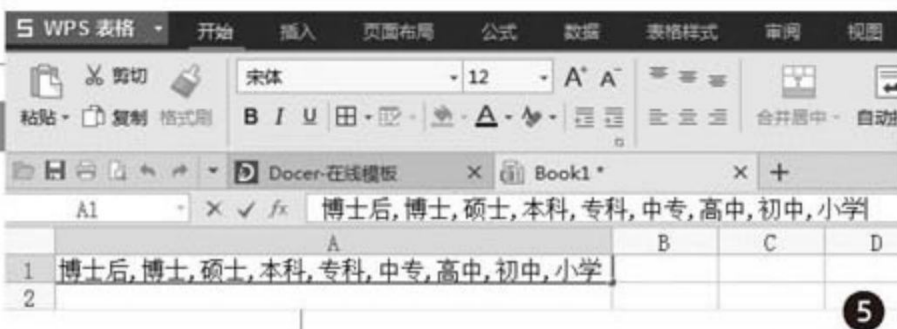 S WPS 表格 开始 插入 页面布局 公式 数据 表格样式 审阅 视图
剪切 宋体 12 A⁺ A⁻
粘贴 复制 格式刷 B I U A 合并居中
Docer-在线模板 × Book1 * × +
A1 × ✓ fx 博士后,博士,硕士,本科,专科,中专,高中,初中,小学
A B C D
1 博士后,博士,硕士,本科,专科,中专,高中,初中,小学
2
5